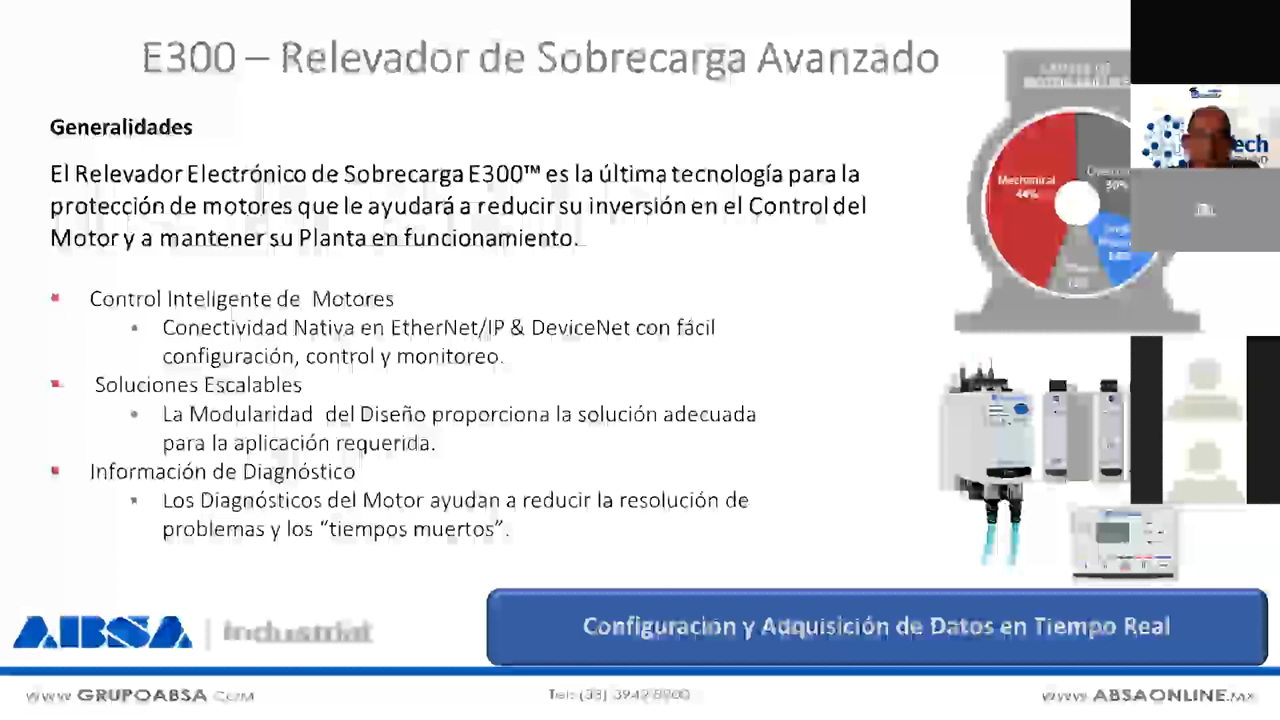 E300 – Relevador de Sobrecarga Avanzado
Generalidades
El Relevador Electrónico de Sobrecarga E300™ es la última tecnología para la
protección de motores que le ayudará a reducir su inversión en el Control del
Motor y a mantener su Planta en funcionamiento.
Control Inteligente de Motores
Conectividad Nativa en EtherNet/IP & DeviceNet con fácil
configuración, control y monitoreo.
Soluciones Escalables
La Modularidad del Diseño proporciona la solución adecuada
para la aplicación requerida.
Información de Diagnóstico
Los Diagnósticos del Motor ayudan a reducir la resolución de
problemas y los “tiempos muertos”.
Mechanical
44%
30%
ech
ABSA | Industrial
Configuración y Adquisición de Datos en Tiempo Real
www.GRUPOABSA.COM
Tel: (33)
www.ABSAONLINE.MX